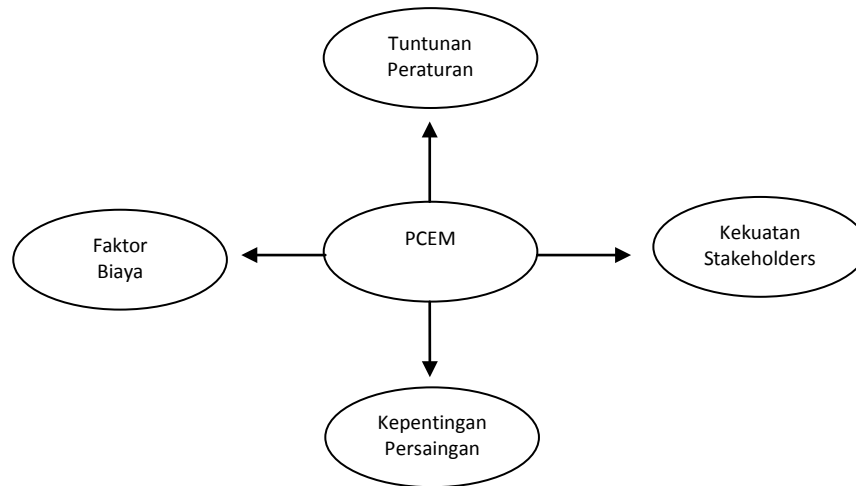 Tuntunan
Peraturan
Faktor
Biaya
PCEM
Kekuatan
Stakeholders
Kepentingan
Persaingan